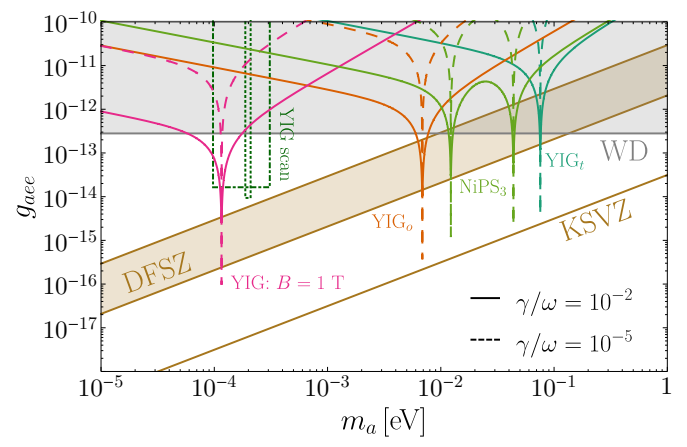 10^{-10}
10^{-11}
10^{-12}
10^{-13}
10^{-14}
10^{-15}
10^{-16}
10^{-17}
g_{aee}
YIG scan
WD
YIG_t
NiPS_3
YIG_o
KSVZ
DFSZ
YIG: B = 1 T
γ/ω = 10^{-2}
γ/ω = 10^{-5}
10^{-5} 10^{-4} 10^{-3} 10^{-2} 10^{-1} 1
m_a [eV]